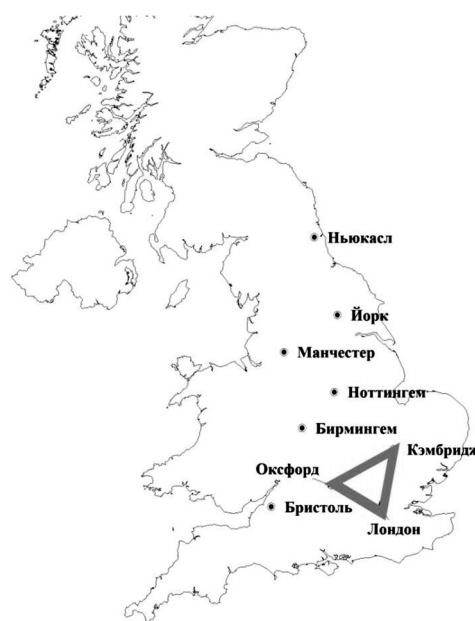 Ньюкасл
Йорк
Манчестер
Ноттингем
Бирмингем
Кэмбридж
Оксфорд
Бристоль
Лондон